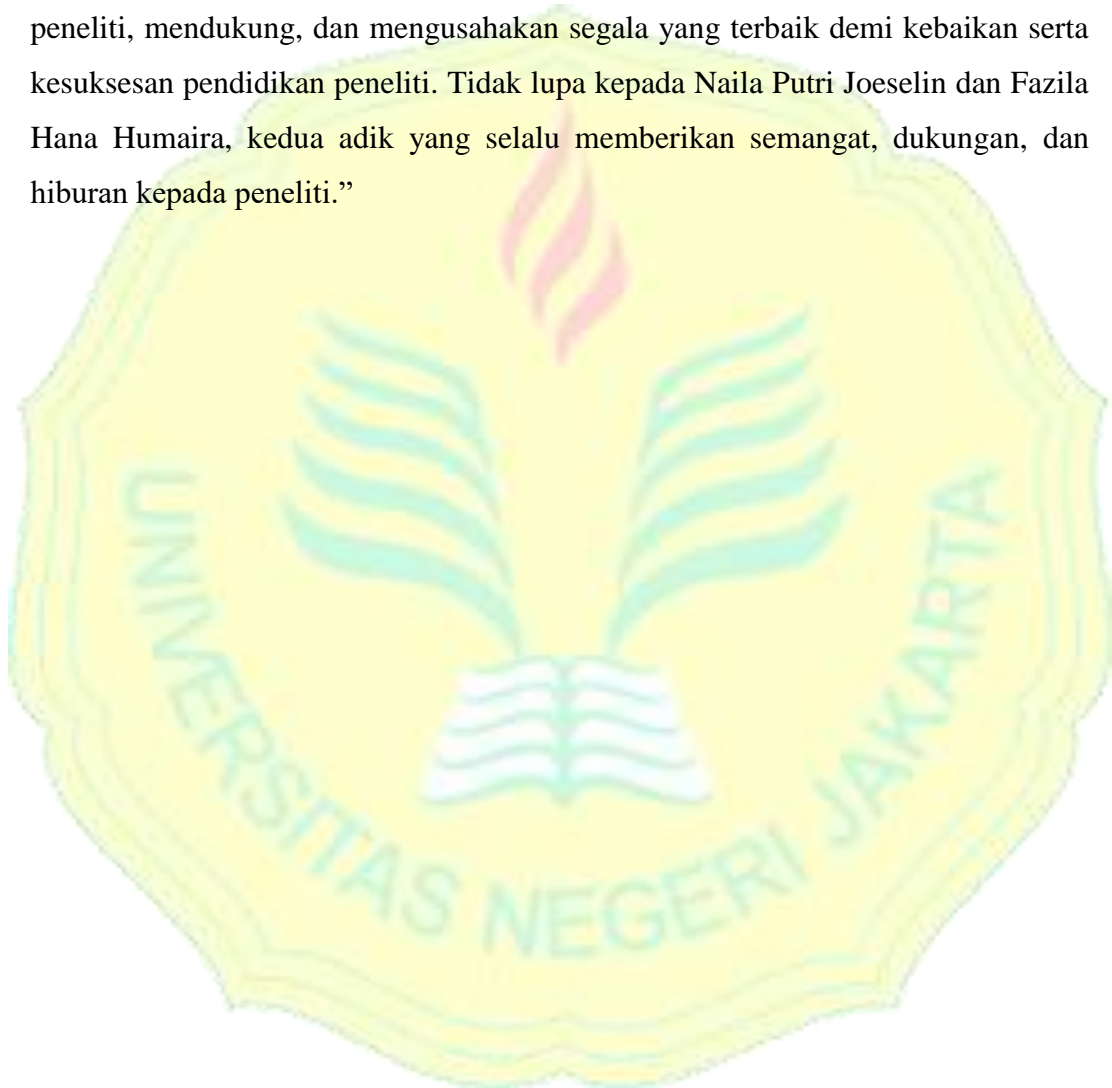 peneliti, mendukung, dan mengusahakan segala yang terbaik demi kebaikan serta
kesuksesan pendidikan peneliti. Tidak lupa kepada Naila Putri Joeselin dan Fazila
Hana Humaira, kedua adik yang selalu memberikan semangat, dukungan, dan
hiburan kepada peneliti.”
UNIVERSITAS NEGERI JAKARTA